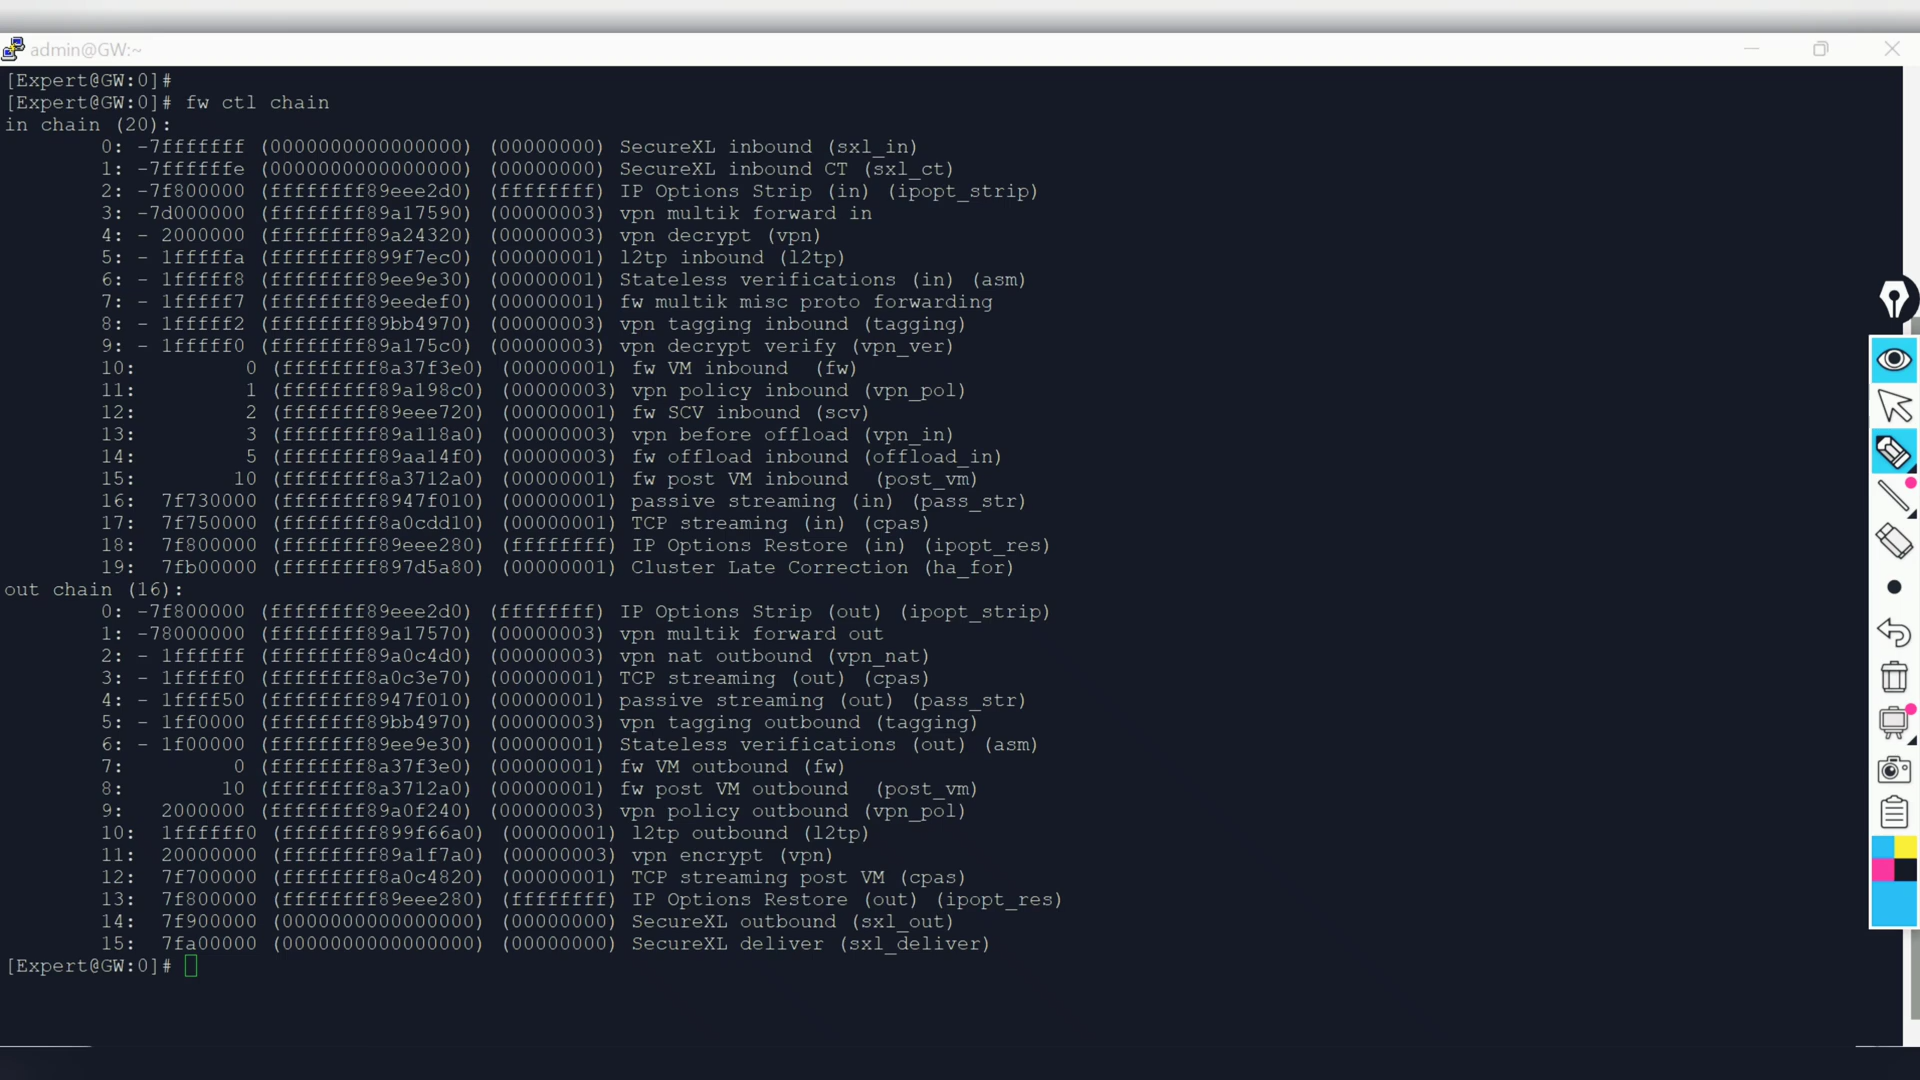 admin@GW:~
[Expert@GW:0]#
[Expert@GW:0]# fw ctl chain
in chain (20):
0: -7fffffff (0000000000000000) (00000000) SecureXL inbound (sxl_in)
1: -7ffffffe (0000000000000000) (00000000) SecureXL inbound CT (sxl_ct)
2: -7f800000 (ffffffff89eee2d0) (ffffffff) IP Options Strip (in) (ipopt_strip)
3: -7d000000 (ffffffff89a17590) (00000003) vpn multik forward in
4: - 2000000 (ffffffff89a24320) (00000003) vpn decrypt (vpn)
5: - 1fffffa (ffffffff899f7ec0) (00000001) l2tp inbound (l2tp)
6: - 1fffff8 (ffffffff89ee9e30) (00000001) Stateless verifications (in) (asm)
7: - 1fffff7 (ffffffff89eedef0) (00000001) fw multik misc proto forwarding
8: - 1fffff2 (ffffffff89bb4970) (00000003) vpn tagging inbound (tagging)
9: - 1fffff0 (ffffffff89a175c0) (00000003) vpn decrypt verify (vpn_ver)
10: 0 (ffffffff8a37f3e0) (00000001) fw VM inbound (fw)
11: 1 (ffffffff89a198c0) (00000003) vpn policy inbound (vpn_pol)
12: 2 (ffffffff89eee720) (00000001) fw SCV inbound (scv)
13: 3 (ffffffff89a118a0) (00000003) vpn before offload (vpn_in)
14: 5 (ffffffff89aa14f0) (00000003) fw offload inbound (offload_in)
15: 10 (ffffffff8a3712a0) (00000001) fw post VM inbound (post_vm)
16: 7f730000 (ffffffff8947f010) (00000001) passive streaming (in) (pass_str)
17: 7f750000 (ffffffff8a0cdd10) (00000001) TCP streaming (in) (cpas)
18: 7f800000 (ffffffff89eee280) (ffffffff) IP Options Restore (in) (ipopt_res)
19: 7fb00000 (ffffffff897d5a80) (00000001) Cluster Late Correction (ha_for)
out chain (16):
0: -7f800000 (ffffffff89eee2d0) (ffffffff) IP Options Strip (out) (ipopt_strip)
1: -78000000 (ffffffff89a17570) (00000003) vpn multik forward out
2: - 1ffffff (ffffffff89a0c4d0) (00000003) vpn nat outbound (vpn_nat)
3: - 1fffff0 (ffffffff8a0c3e70) (00000001) TCP streaming (out) (cpas)
4: - 1ffff50 (ffffffff8947f010) (00000001) passive streaming (out) (pass_str)
5: - 1ff0000 (ffffffff89bb4970) (00000003) vpn tagging outbound (tagging)
6: - 1f00000 (ffffffff89ee9e30) (00000001) Stateless verifications (out) (asm)
7: 0 (ffffffff8a37f3e0) (00000001) fw VM outbound (fw)
8: 10 (ffffffff8a3712a0) (00000001) fw post VM outbound (post_vm)
9: 2000000 (ffffffff89a0f240) (00000003) vpn policy outbound (vpn_pol)
10: 1ffffff0 (ffffffff899f66a0) (00000001) l2tp outbound (l2tp)
11: 20000000 (ffffffff89a1f7a0) (00000003) vpn encrypt (vpn)
12: 7f700000 (ffffffff8a0c4820) (00000001) TCP streaming post VM (cpas)
13: 7f800000 (ffffffff89eee280) (ffffffff) IP Options Restore (out) (ipopt_res)
14: 7f900000 (0000000000000000) (00000000) SecureXL outbound (sxl_out)
15: 7fa00000 (0000000000000000) (00000000) SecureXL deliver (sxl_deliver)
[Expert@GW:0]#